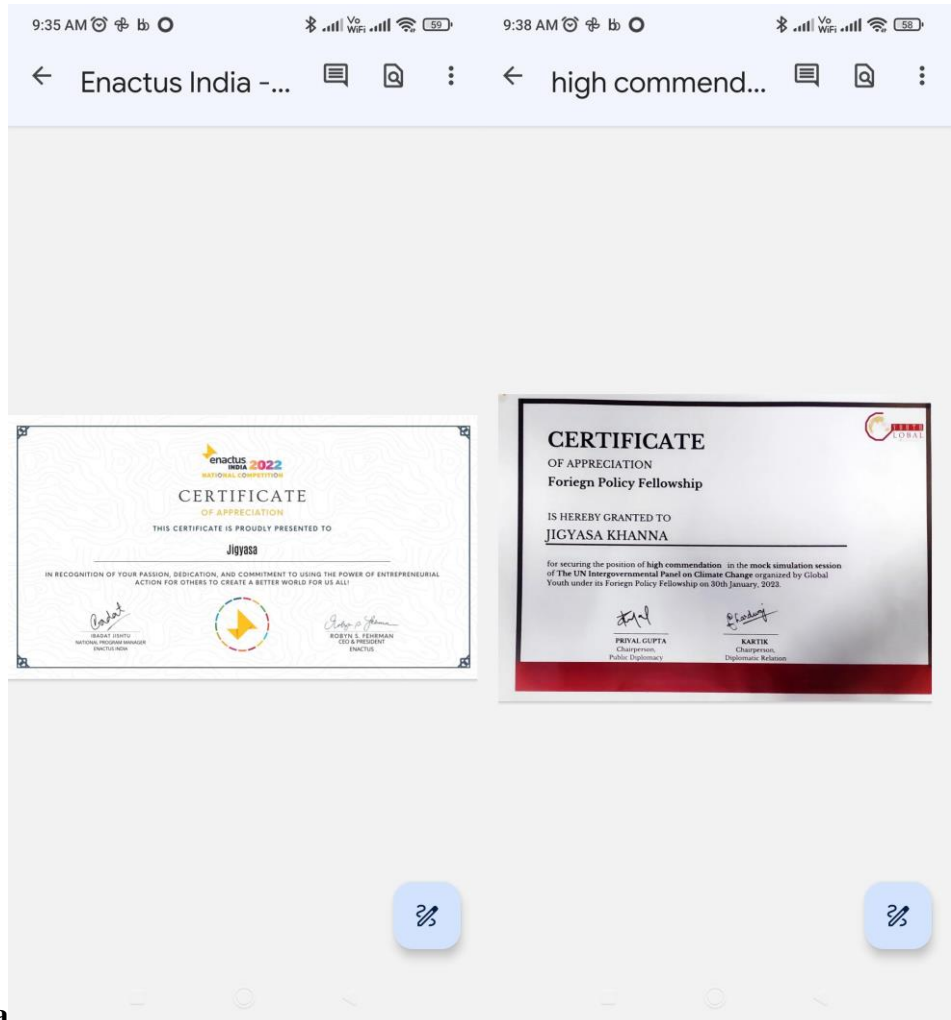 9:35 AM
Vo WiFi 59
Enactus India -...
enactus
INDIA 2022
NATIONAL COMPETITION
CERTIFICATE
OF APPRECIATION
THIS CERTIFICATE IS PROUDLY PRESENTED TO
Jigyasa
IN RECOGNITION OF YOUR PASSION, DEDICATION, AND COMMITMENT TO USING THE POWER OF ENTREPRENEURIAL
ACTION FOR OTHERS TO CREATE A BETTER WORLD FOR US ALL!
IBADAT JISHTU
NATIONAL PROGRAM MANAGER
ENACTUS INDIA
ROBYN S. FEHRMAN
CEO & PRESIDENT
ENACTUS
9:38 AM
Vo WiFi 58
high commend...
CERTIFICATE
OF APPRECIATION
Foriegn Policy Fellowship
IS HEREBY GRANTED TO
JIGYASA KHANNA
for securing the position of high commendation in the mock simulation session
of The UN Intergovernmental Panel on Climate Change organized by Global
Youth under its Foriegn Policy Fellowship on 30th January, 2023.
PRIYAL GUPTA
Chairperson,
Public Diplomacy
KARTIK
Chairperson,
Diplomatic Relation
a